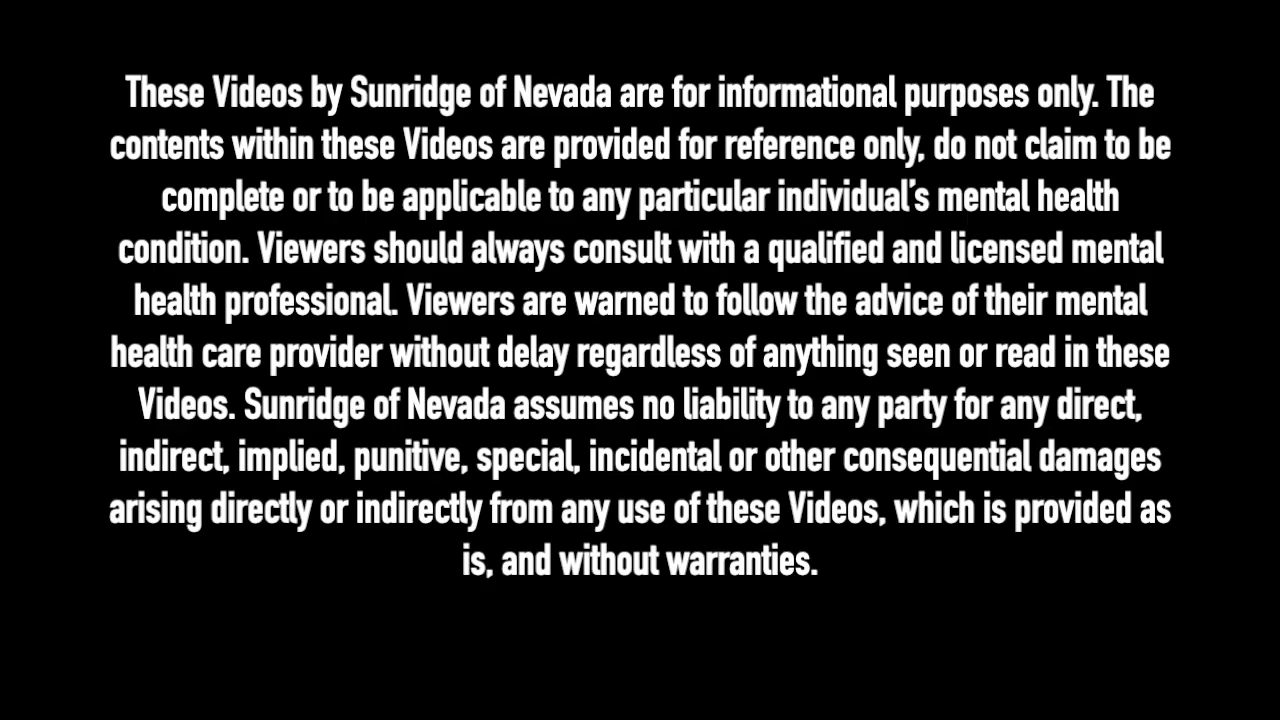 These Videos by Sunridge of Nevada are for informational purposes only. The
contents within these Videos are provided for reference only, do not claim to be
complete or to be applicable to any particular individual’s mental health
condition. Viewers should always consult with a qualified and licensed mental
health professional. Viewers are warned to follow the advice of their mental
health care provider without delay regardless of anything seen or read in these
Videos. Sunridge of Nevada assumes no liability to any party for any direct,
indirect, implied, punitive, special, incidental or other consequential damages
arising directly or indirectly from any use of these Videos, which is provided as
is, and without warranties.